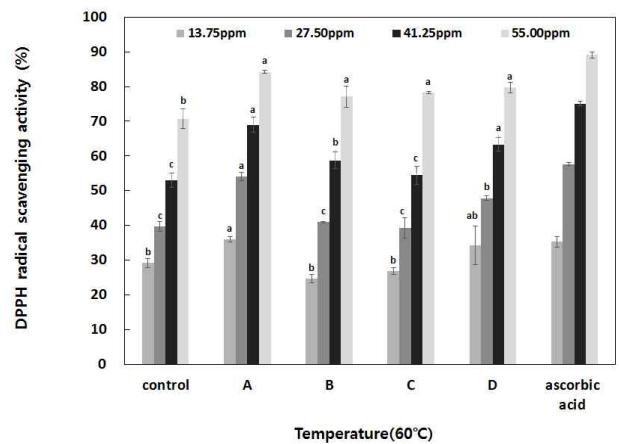 100
90
80
70
60
50
40
30
20
10
0
DPPH radical scavenging activity (%)
13.75ppm 27.50ppm 41.25ppm 55.00ppm
b c c b
a a a a
b c b a
b c c a
ab b a a
control A B C D ascorbic
acid
Temperature(60℃)